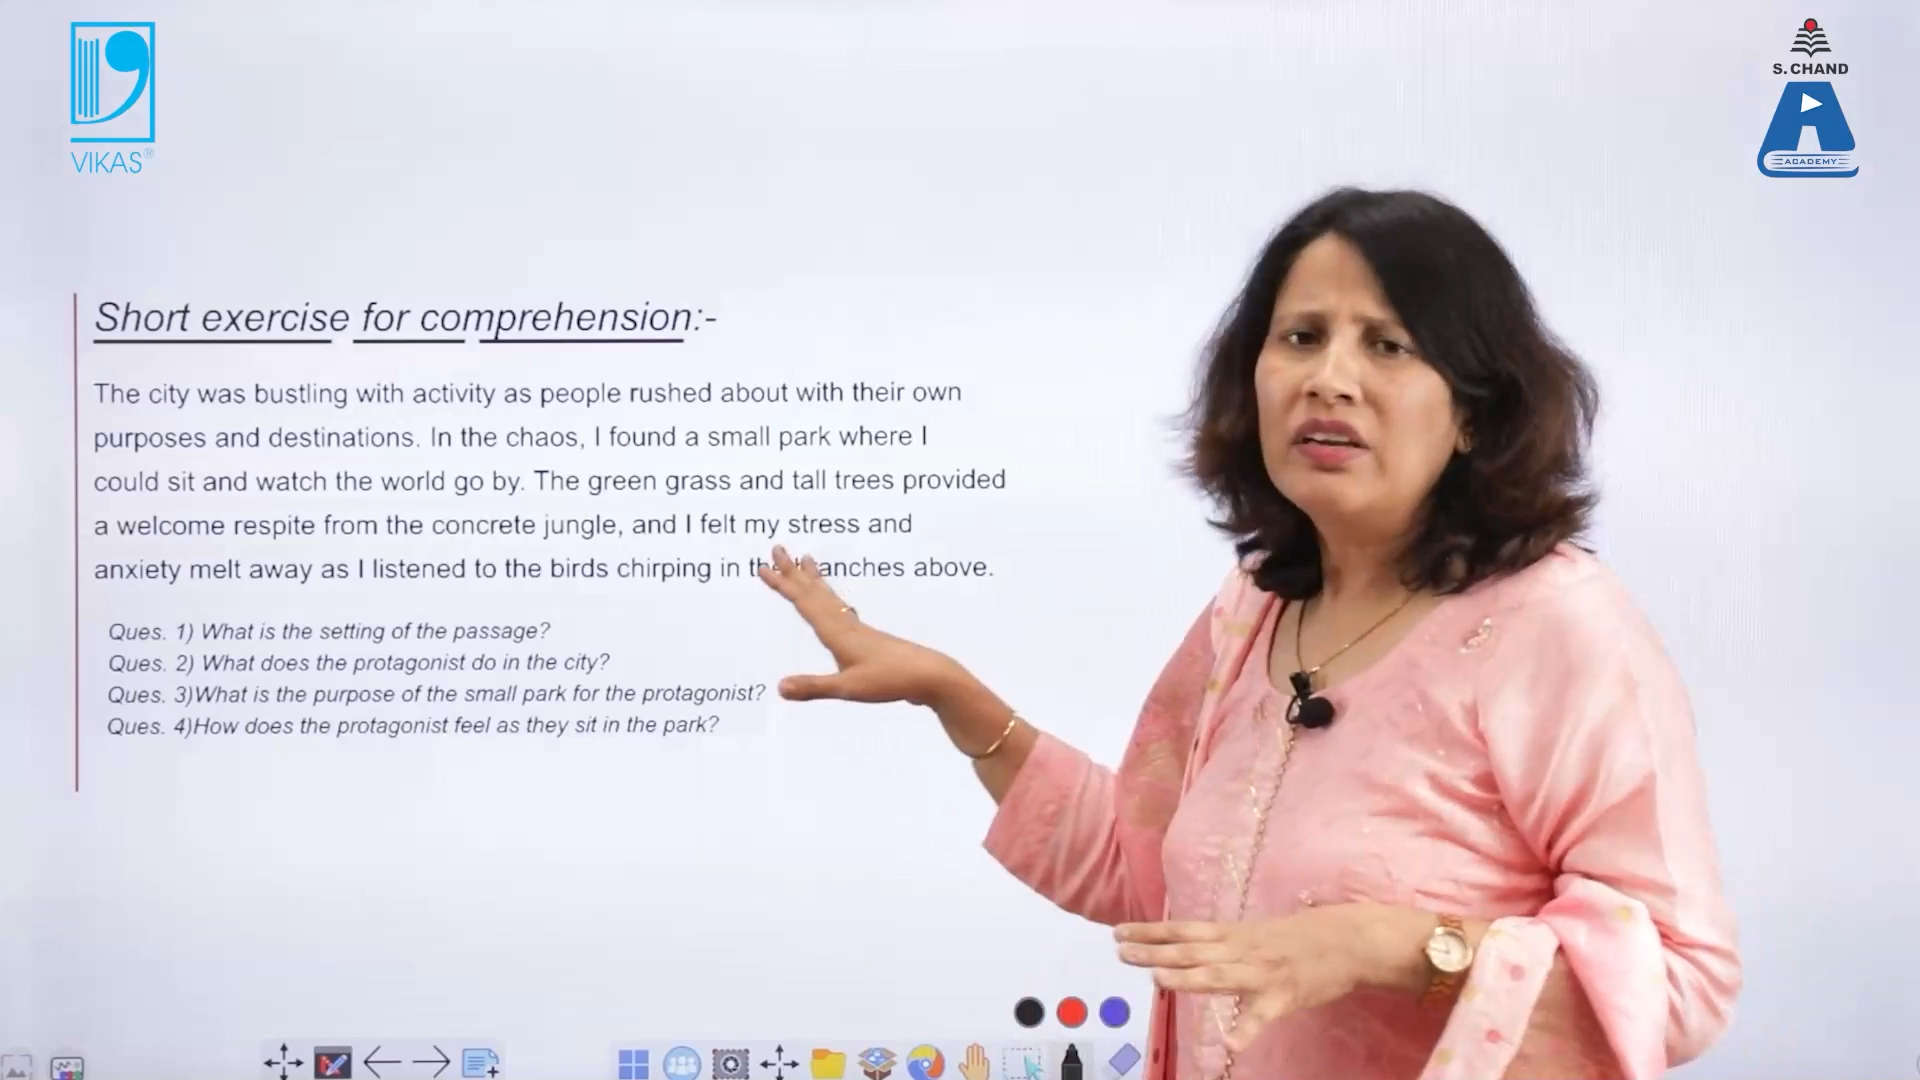 VIKAS®
S. CHAND
ACADEMY
Short exercise for comprehension:-
The city was bustling with activity as people rushed about with their own
purposes and destinations. In the chaos, I found a small park where I
could sit and watch the world go by. The green grass and tall trees provided
a welcome respite from the concrete jungle, and I felt my stress and
anxiety melt away as I listened to the birds chirping in the branches above.
Ques. 1) What is the setting of the passage?
Ques. 2) What does the protagonist do in the city?
Ques. 3)What is the purpose of the small park for the protagonist?
Ques. 4)How does the protagonist feel as they sit in the park?